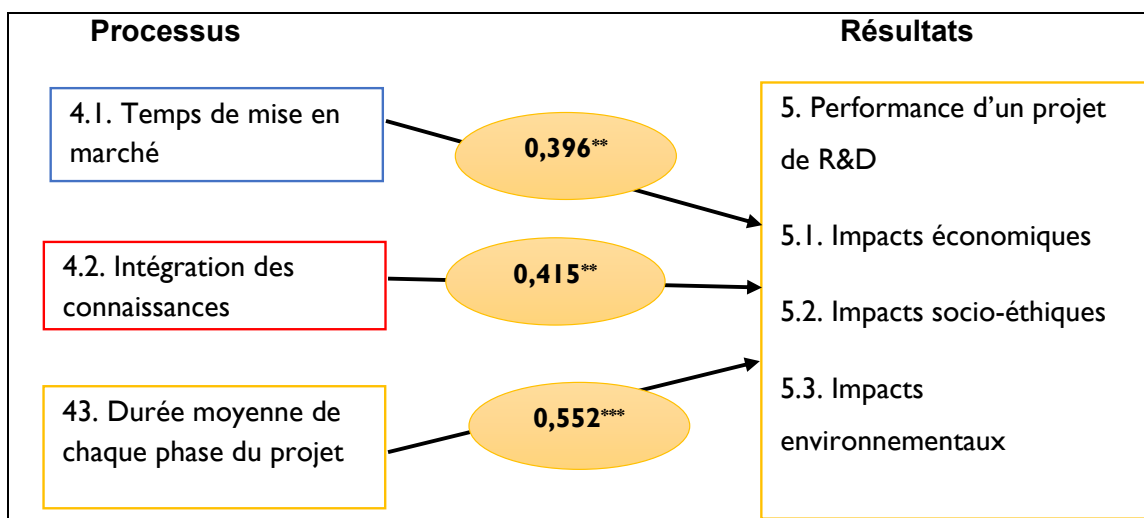 Processus
Résultats
4.1. Temps de mise en
marché
0,396**
4.2. Intégration des
connaissances
0,415**
43. Durée moyenne de
chaque phase du projet
0,552***
5. Performance d’un projet
de R&D
5.1. Impacts économiques
5.2. Impacts socio-éthiques
5.3. Impacts
environnementaux